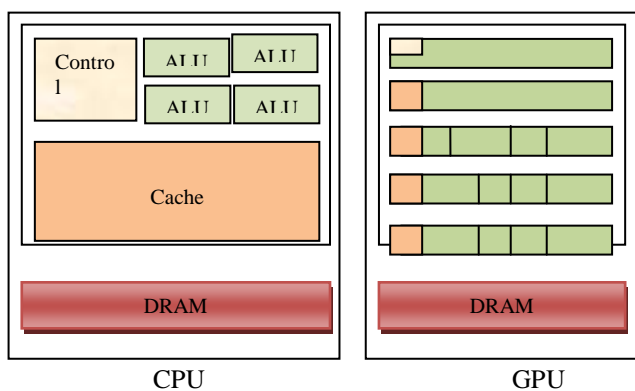 Contro
l
ALU
ALU
ALU
ALU
Cache
DRAM
DRAM
CPU
GPU